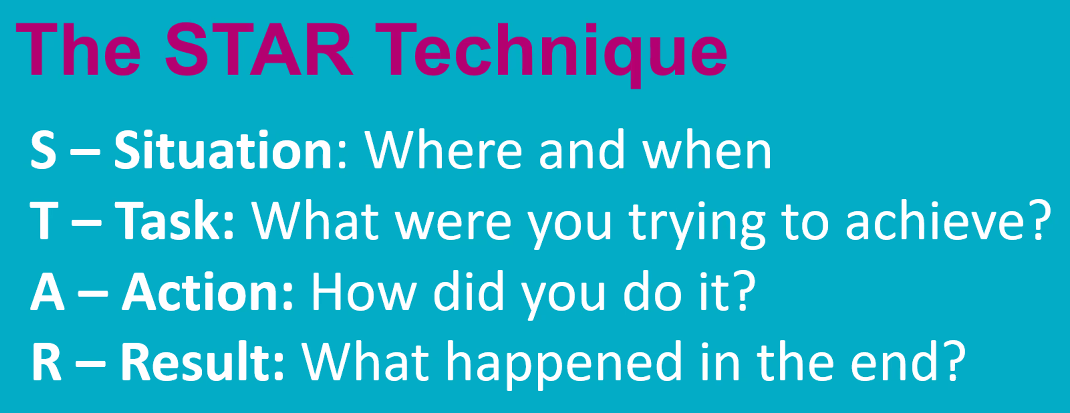 The STAR Technique
S – Situation: Where and when
T – Task: What were you trying to achieve?
A – Action: How did you do it?
R – Result: What happened in the end?